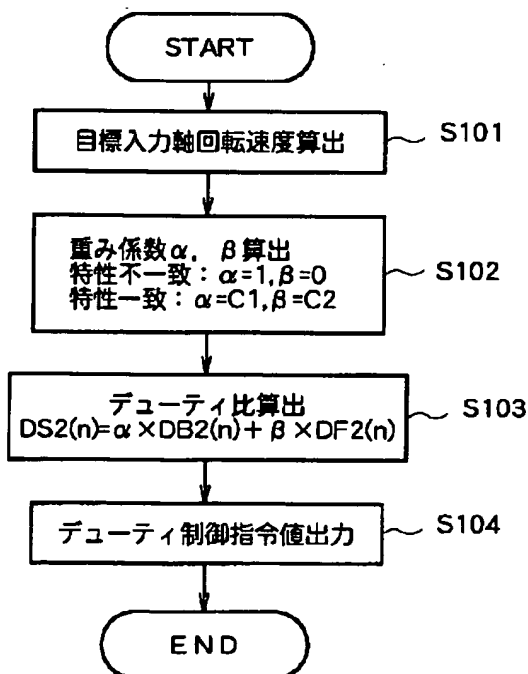 START
目標入力軸回転速度算出
S101
重み係数α, β算出
特性不一致：α=1,β=0
特性一致：α=C1,β=C2
S102
デューティ比算出
DS2(n)=α×DB2(n)+β×DF2(n)
S103
デューティ制御指令値出力
S104
END